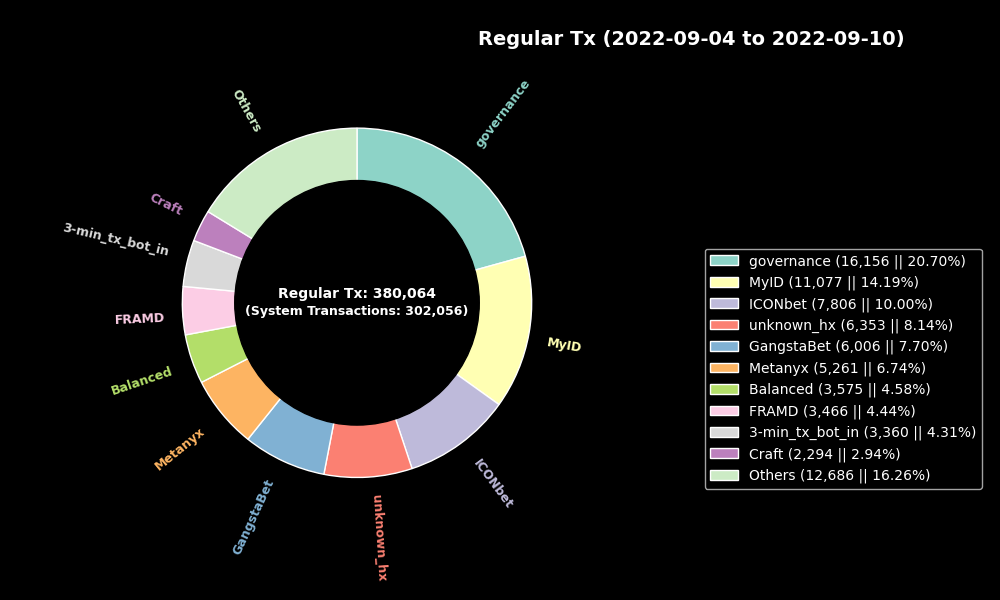 Regular Tx (2022-09-04 to 2022-09-10)
governance
Others
Craft
3-min_tx_bot_in
FRAMD
Balanced
Metanyx
GangstaBet
unknown_hx
ICONbet
MyID
Regular Tx: 380,064
(System Transactions: 302,056)
governance (16,156 || 20.70%)
MyID (11,077 || 14.19%)
ICONbet (7,806 || 10.00%)
unknown_hx (6,353 || 8.14%)
GangstaBet (6,006 || 7.70%)
Metanyx (5,261 || 6.74%)
Balanced (3,575 || 4.58%)
FRAMD (3,466 || 4.44%)
3-min_tx_bot_in (3,360 || 4.31%)
Craft (2,294 || 2.94%)
Others (12,686 || 16.26%)